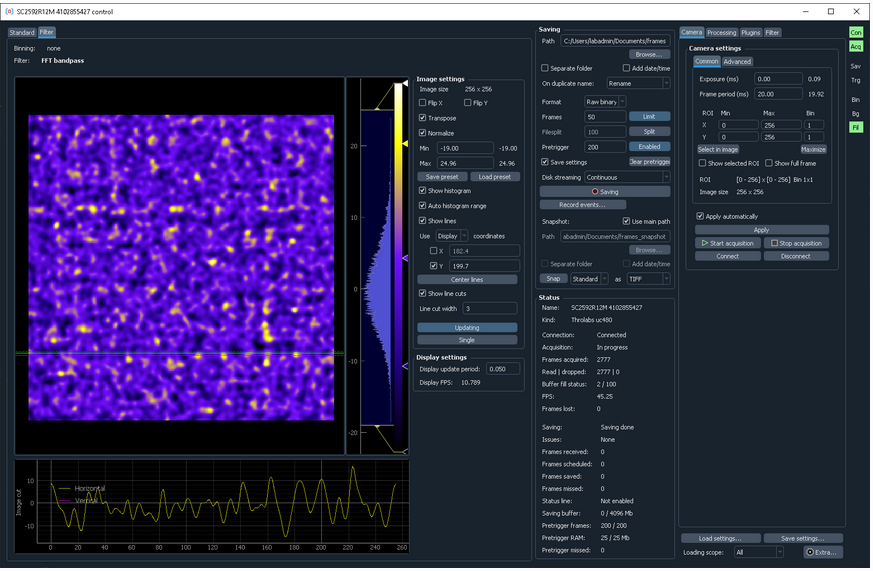 SC2592R12M 4102855427 control
Standard Filter
Binning: none
Filter: FFT bandpass
10
0
-10
-20
Horizontal
Image cut
10
0
-10
0 20 40 60 80 100 120 140 160 180 200 220 240 260
Image settings
Image size 256 x 256
Flip X Flip Y
Transpose
Normalize
Min -19.00 -19.00
Max 24.96 24.96
Save preset Load preset
Show histogram
Auto histogram range
Show lines
Use Display coordinates
X 182.4
Y 199.7
Center lines
Show line cuts
Line cut width 3
Updating
Single
Display settings
Display update period: 0.050
Display FPS: 10.789
Saving
Path C:/Users/labadmin/Documents/frames
Browse...
Separate folder Add date/time
On duplicate name: Rename
Format Raw binary
Frames 50 Limit
Filesplit 100 Split
Pretrigger 200 Enabled
Save settings lear pretrigge
Disk streaming Continuous
Saving
Record events...
Snapshot: Use main path
Path abadmin/Documents/frames_snapshot
Browse...
Separate folder Add date/time
Snap Standard as TIFF
Status
Name: SC2592R12M 4102855427
Kind: Throlabs uc480
Connection: Connected
Acquisition: In progress
Frames acquired: 2777
Read | dropped: 2777 | 0
Buffer fill status: 2 / 100
FPS: 45.25
Frames lost: 0
Saving: Saving done
Issues: None
Frames received: 0
Frames scheduled: 0
Frames saved: 0
Frames missed: 0
Status line: Not enabled
Saving buffer: 0 / 4096 Mb
Pretrigger frames: 200 / 200
Pretrigger RAM: 25 / 25 Mb
Pretrigger missed: 0
Camera Processing Plugins Filter
Camera settings
Common Advanced
Exposure (ms) 0.00 0.09
Frame period (ms) 20.00 19.92
ROI Min Max Bin
X 0 256 1
Y 0 256 1
Select in image Maximize
Show selected ROI Show full frame
ROI [0 - 256] x [0 - 256] Bin 1x1
Image size 256 x 256
Apply automatically
Apply
Start acquisition Stop acquisition
Connect Disconnect
Load settings... Save settings...
Loading scope: All Extra...
Con
Acq
Sav
Trg
Bin
Bg
Fil